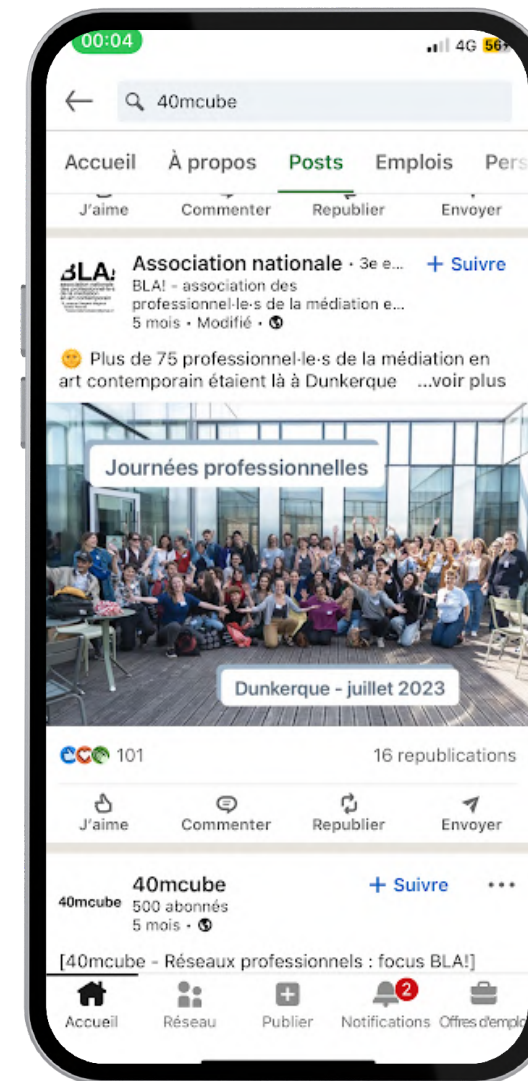 00:04
4G 56
40mcube
Accueil À propos Posts Emplois Pers
J'aime Commenter Republier Envoyer
BLA!
Association nationale · 3e e... + Suivre
BLA! - association des
professionnel·le·s de la médiation e...
5 mois · Modifié ·
Plus de 75 professionnel·le·s de la médiation en
art contemporain étaient là à Dunkerque ...voir plus
Journées professionnelles
Dunkerque - juillet 2023
101 16 republications
J'aime Commenter Republier Envoyer
40mcube
40mcube + Suivre ...
500 abonnés
5 mois ·
[40mcube - Réseaux professionnels : focus BLA!]
2
Accueil Réseau Publier Notifications Offres d'emploi